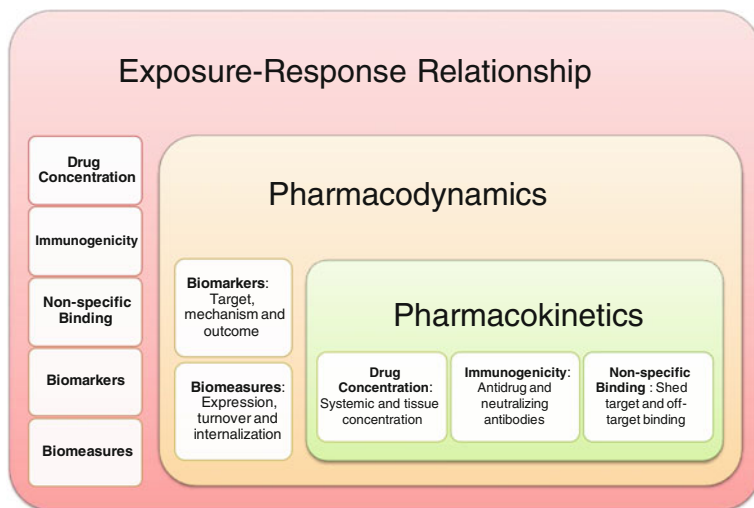 Exposure-Response Relationship
Drug
Concentration
Immunogenicity
Non-specific
Binding
Biomarkers
Biomeasures
Pharmacodynamics
Biomarkers:
Target,
mechanism and
outcome
Biomeasures:
Expression,
turnover and
internalization
Pharmacokinetics
Drug
Concentration:
Systemic and tissue
concentration
Immunogenicity:
Antidrug and
neutralizing
antibodies
Non-specific
Binding : Shed
target and off-
target binding